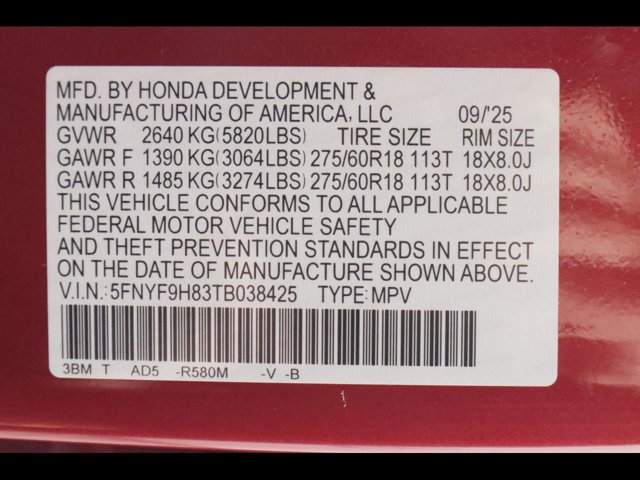 MFD. BY HONDA DEVELOPMENT &
MANUFACTURING OF AMERICA, LLC 09/'25
GVWR 2640 KG(5820LBS) TIRE SIZE RIM SIZE
GAWR F 1390 KG(3064LBS) 275/60R18 113T 18X8.0J
GAWR R 1485 KG(3274LBS) 275/60R18 113T 18X8.0J
THIS VEHICLE CONFORMS TO ALL APPLICABLE
FEDERAL MOTOR VEHICLE SAFETY
AND THEFT PREVENTION STANDARDS IN EFFECT
ON THE DATE OF MANUFACTURE SHOWN ABOVE.
V.I.N.: 5FNYF9H83TB038425 TYPE: MPV
3BM T AD5 -R580M -V -B